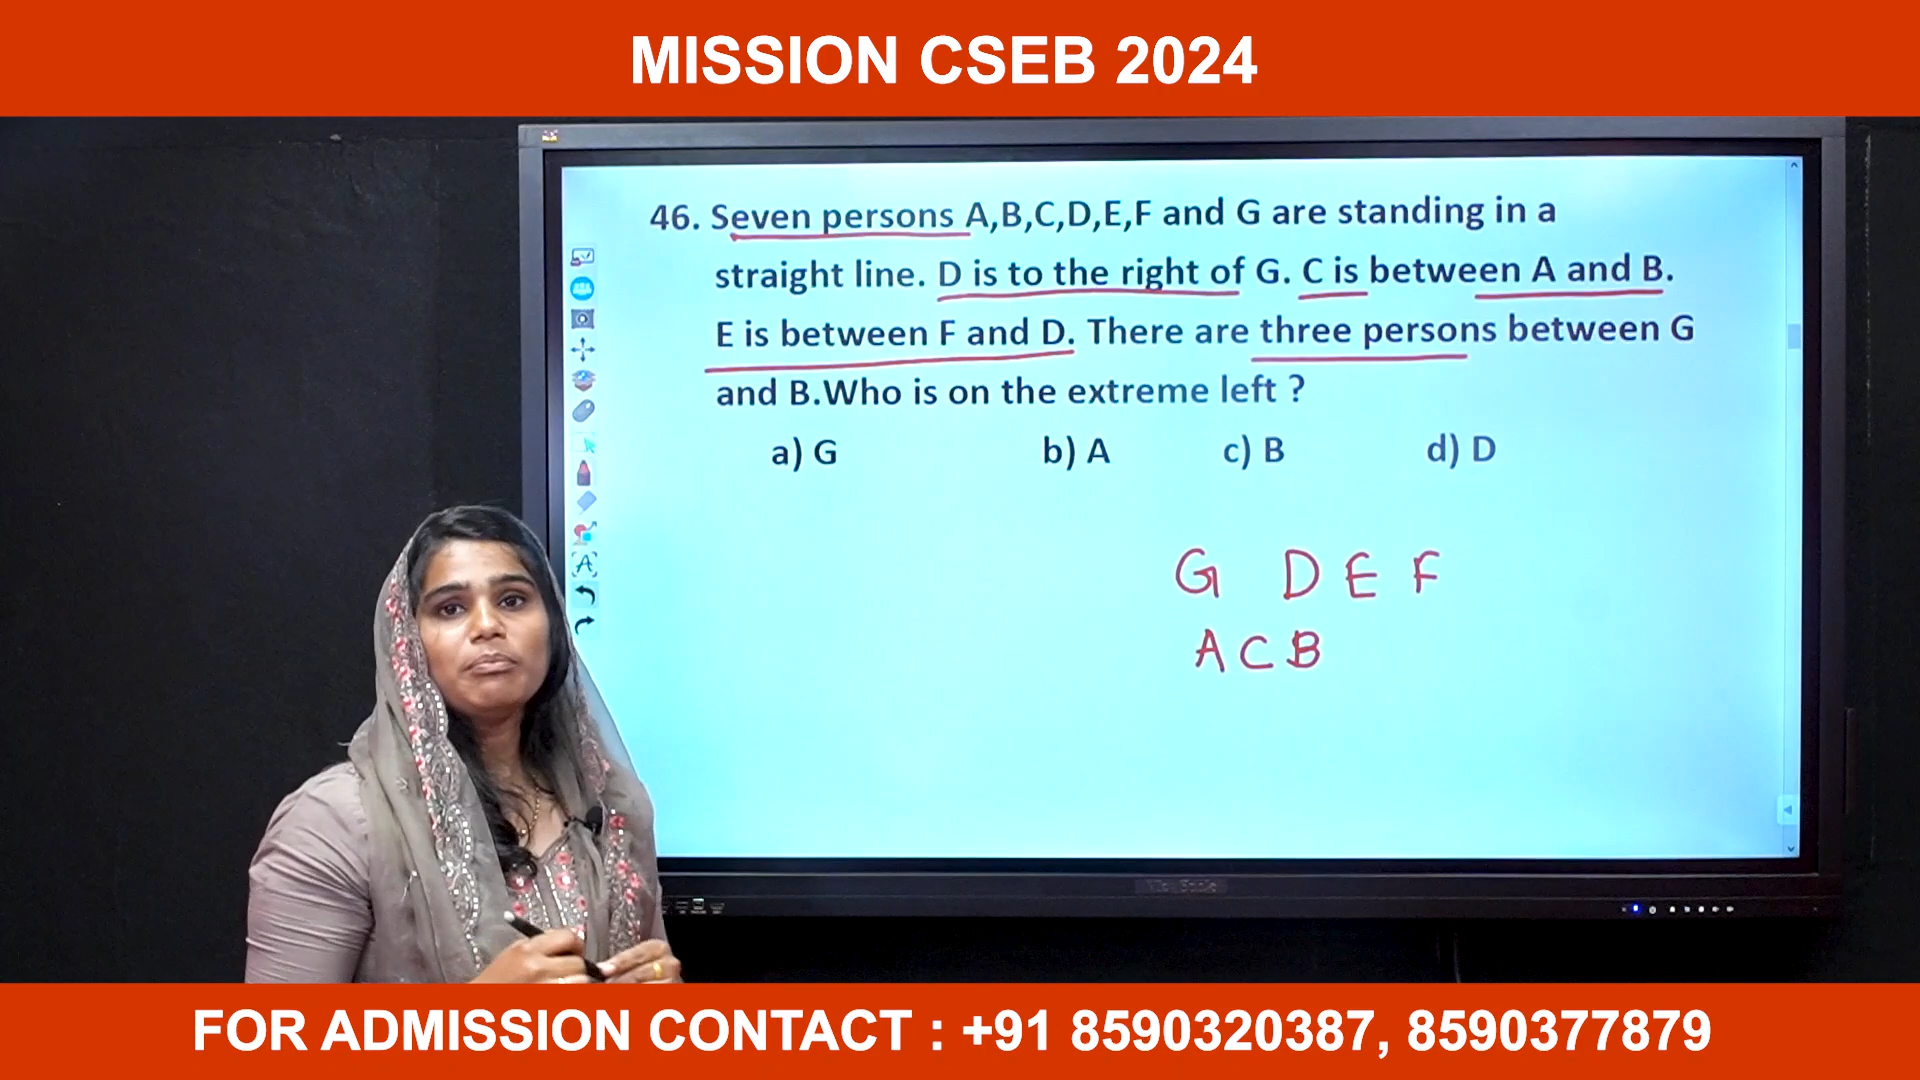 MISSION CSEB 2024
46. Seven persons A,B,C,D,E,F and G are standing in a
straight line. D is to the right of G. C is between A and B.
E is between F and D. There are three persons between G
and B.Who is on the extreme left ?
a) G b) A c) B d) D
G D E F
A C B
FOR ADMISSION CONTACT : +91 8590320387, 8590377879